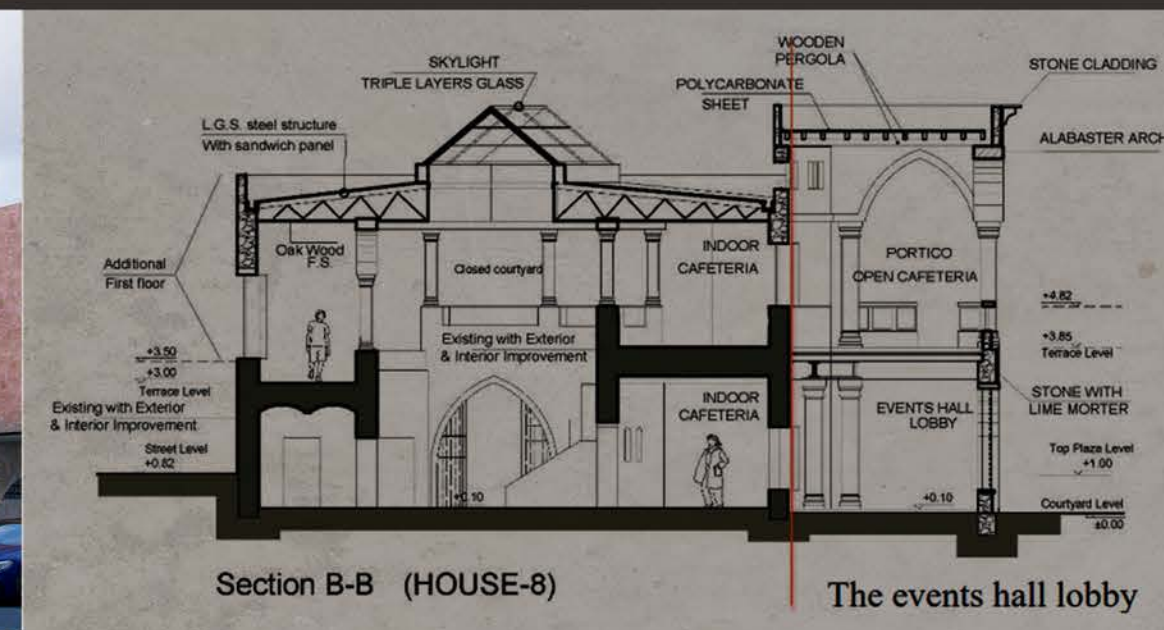 SKYLIGHT
TRIPLE LAYERS GLASS
WOODEN
PERGOLA
POLYCARBONATE
SHEET
STONE CLADDING
L.G.S. steel structure
With sandwich panel
ALABASTER ARCH
Oak Wood
F.S.
Closed courtyard
INDOOR
CAFETERIA
PORTICO
OPEN CAFETERIA
Additional
First floor
+4.82
+3.50
+3.00
Terrace Level
Existing with Exterior
& Interior Improvement
+3.85
Terrace Level
Existing with Exterior
& Interior Improvement
INDOOR
CAFETERIA
EVENTS HALL
LOBBY
STONE WITH
LIME MORTER
Street Level
+0.82
Top Plaza Level
+1.00
+0.10
+0.10
Courtyard Level
±0.00
Section B-B (HOUSE-8)
The events hall lobby